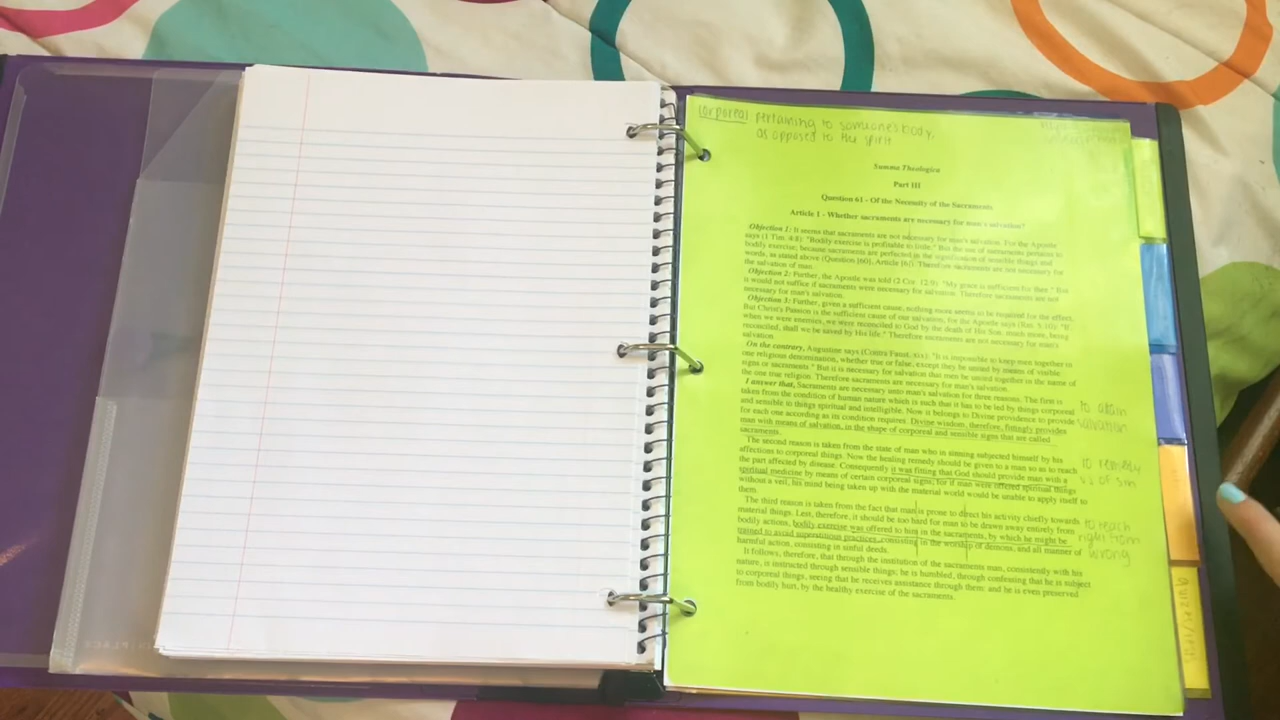 corporeal pertaining to someone's body,
as opposed to the spirit
Summa Theologica
Part III
Question 61 - Of the Necessity of the Sacraments
Article 1 - Whether sacraments are necessary for man's salvation?
Objection 1: It seems that sacraments are not necessary for man's salvation. For the Apostle
says (1 Tim. 4:8): "Bodily exercise is profitable to little." But the use of sacraments pertains to
bodily exercise; because sacraments are perfected in the signification of sensible things and
words, as stated above (Question [60], Article [6]). Therefore sacraments are not necessary for
the salvation of man.
Objection 2: Further, the Apostle was told (2 Cor. 12:9): "My grace is sufficient for thee." But
it would not suffice if sacraments were necessary for salvation. Therefore sacraments are not
necessary for man's salvation.
Objection 3: Further, given a sufficient cause, nothing more seems to be required for the effect.
But Christ's Passion is the sufficient cause of our salvation; for the Apostle says (Rm. 5:10): "If,
when we were enemies, we were reconciled to God by the death of His Son: much more, being
reconciled, shall we be saved by His life." Therefore sacraments are not necessary for man's
salvation.
On the contrary, Augustine says (Contra Faust. xix): "It is impossible to keep men together in
one religious denomination, whether true or false, except they be united by means of visible
signs or sacraments." But it is necessary for salvation that men be united together in the name of
the one true religion. Therefore sacraments are necessary for man's salvation.
I answer that, Sacraments are necessary unto man's salvation for three reasons. The first is
taken from the condition of human nature which is such that it has to be led by things corporeal
and sensible to things spiritual and intelligible. Now it belongs to Divine providence to provide
for each one according as its condition requires. Divine wisdom, therefore, fittingly provides
man with means of salvation, in the shape of corporeal and sensible signs that are called
sacraments.
to attain
salvation
The second reason is taken from the state of man who in sinning subjected himself by his
affections to corporeal things. Now the healing remedy should be given to a man so as to reach
the part affected by disease. Consequently it was fitting that God should provide man with a
spiritual medicine by means of certain corporeal signs; for if man were offered spiritual things
without a veil, his mind being taken up with the material world would be unable to apply itself to
them.
to remedy
us of sin
The third reason is taken from the fact that man is prone to direct his activity chiefly towards
material things. Lest, therefore, it should be too hard for man to be drawn away entirely from
bodily actions, bodily exercise was offered to him in the sacraments, by which he might be
trained to avoid superstitious practices, consisting in the worship of demons, and all manner of
harmful action, consisting in sinful deeds.
to teach
right from
wrong
It follows, therefore, that through the institution of the sacraments man, consistently with his
nature, is instructed through sensible things; he is humbled, through confessing that he is subject
to corporeal things, seeing that he receives assistance through them: and he is even preserved
from bodily hurt, by the healthy exercise of the sacraments.
quizzes/tests